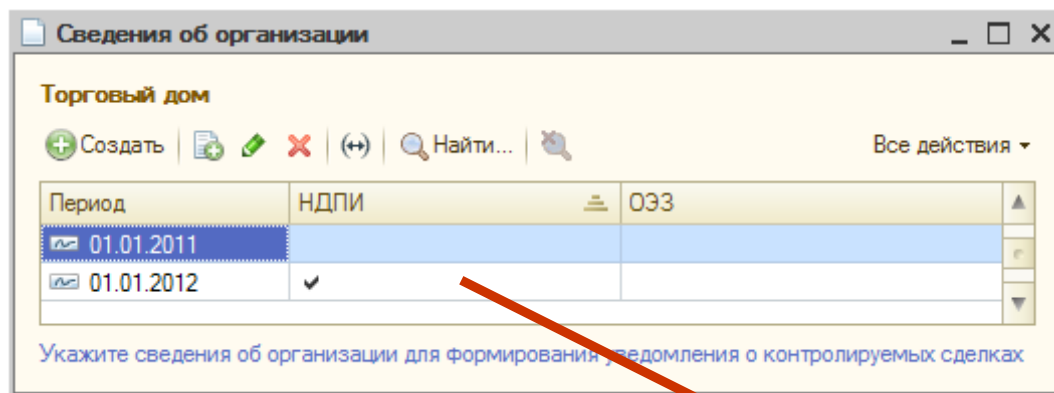 Сведения об организации
Торговый дом
Создать Найти... Все действия
Период НДПИ ОЭЗ
01.01.2011
01.01.2012
Укажите сведения об организации для формирования уведомления о контролируемых сделках